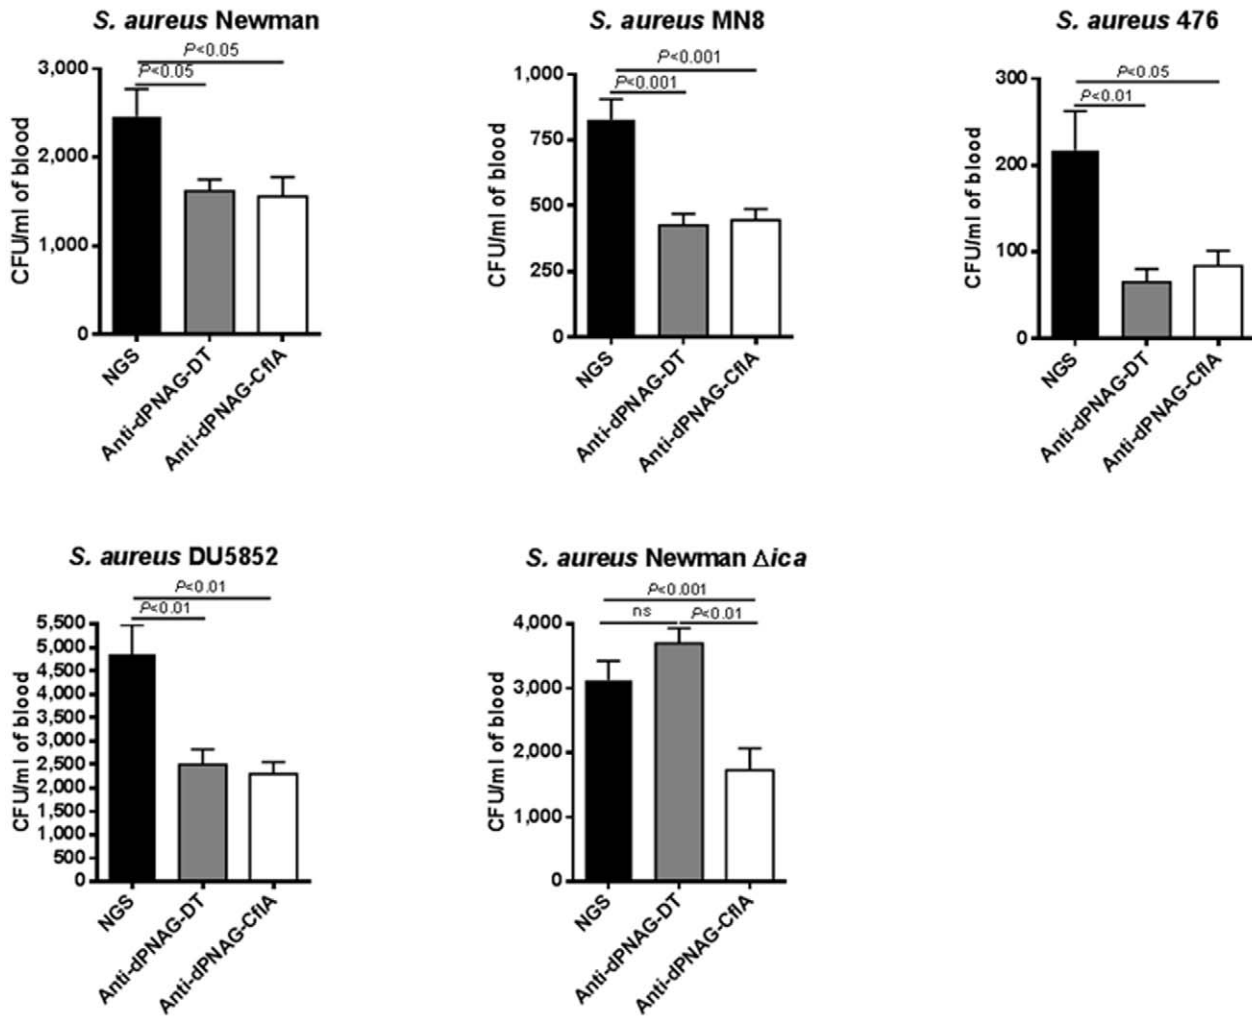 S. aureus Newman
P<0.05
P<0.05
3,000
2,000
1,000
0
CFU/ml of blood
NGS
Anti-dPNAG-DT
Anti-dPNAG-CflA
S. aureus MN8
P<0.001
P<0.001
1,000
750
500
250
0
CFU/ml of blood
NGS
Anti-dPNAG-DT
Anti-dPNAG-CflA
S. aureus 476
P<0.05
P<0.01
300
200
100
0
CFU/ml of blood
NGS
Anti-dPNAG-DT
Anti-dPNAG-CflA
S. aureus DU5852
P<0.01
P<0.01
5,500
5,000
4,500
4,000
3,500
3,000
2,500
2,000
1,500
1,000
500
0
CFU/ml of blood
NGS
Anti-dPNAG-DT
Anti-dPNAG-CflA
S. aureus Newman Δica
P<0.001
ns P<0.01
4,000
3,000
2,000
1,000
0
CFU/ml of blood
NGS
Anti-dPNAG-DT
Anti-dPNAG-CflA